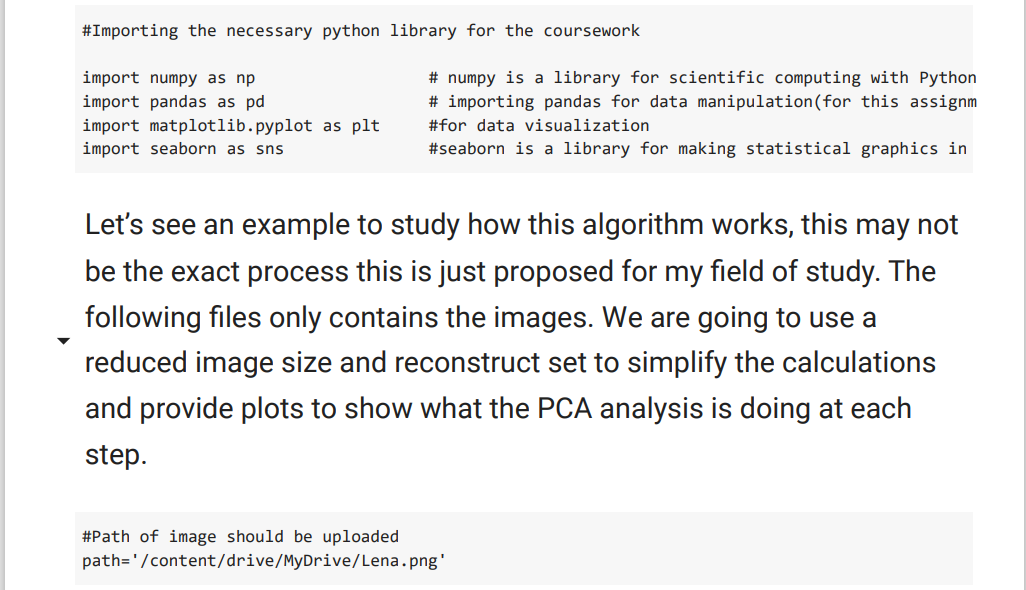 #Importing the necessary python library for the coursework
import numpy as np # numpy is a library for scientific computing with Python
import pandas as pd # importing pandas for data manipulation(for this assignm
import matplotlib.pyplot as plt #for data visualization
import seaborn as sns #seaborn is a library for making statistical graphics in
Let’s see an example to study how this algorithm works, this may not
be the exact process this is just proposed for my field of study. The
following files only contains the images. We are going to use a
reduced image size and reconstruct set to simplify the calculations
and provide plots to show what the PCA analysis is doing at each
step.
#Path of image should be uploaded
path='/content/drive/MyDrive/Lena.png'